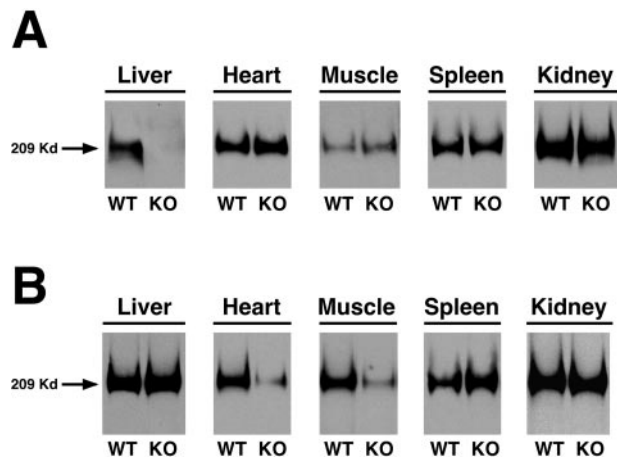 A
Liver Heart Muscle Spleen Kidney
209 Kd
WT KO WT KO WT KO WT KO WT KO
B
Liver Heart Muscle Spleen Kidney
209 Kd
WT KO WT KO WT KO WT KO WT KO